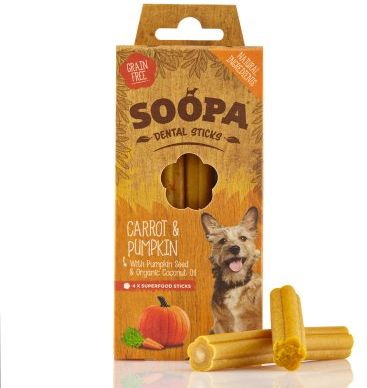 GRAIN
FREE
NATURAL
INGREDIENTS
SOOPA
DENTAL STICKS
CARROT &
PUMPKIN
With Pumpkin Seed
& Organic Coconut Oil
4 x SUPERFOOD STICKS